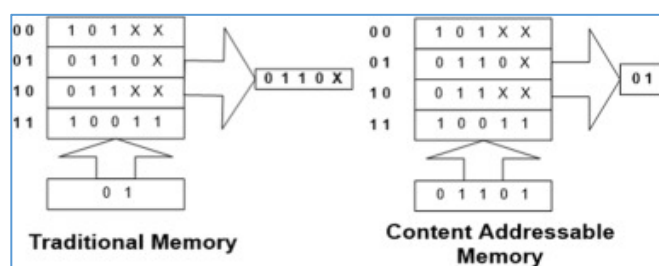 00 1 0 1 X X
01 0 1 1 0 X
10 0 1 1 X X
11 1 0 0 1 1
0 1 1 0 X
0 1
Traditional Memory
00 1 0 1 X X
01 0 1 1 0 X
10 0 1 1 X X
11 1 0 0 1 1
0 1
0 1 1 0 1
Content Addressable
Memory